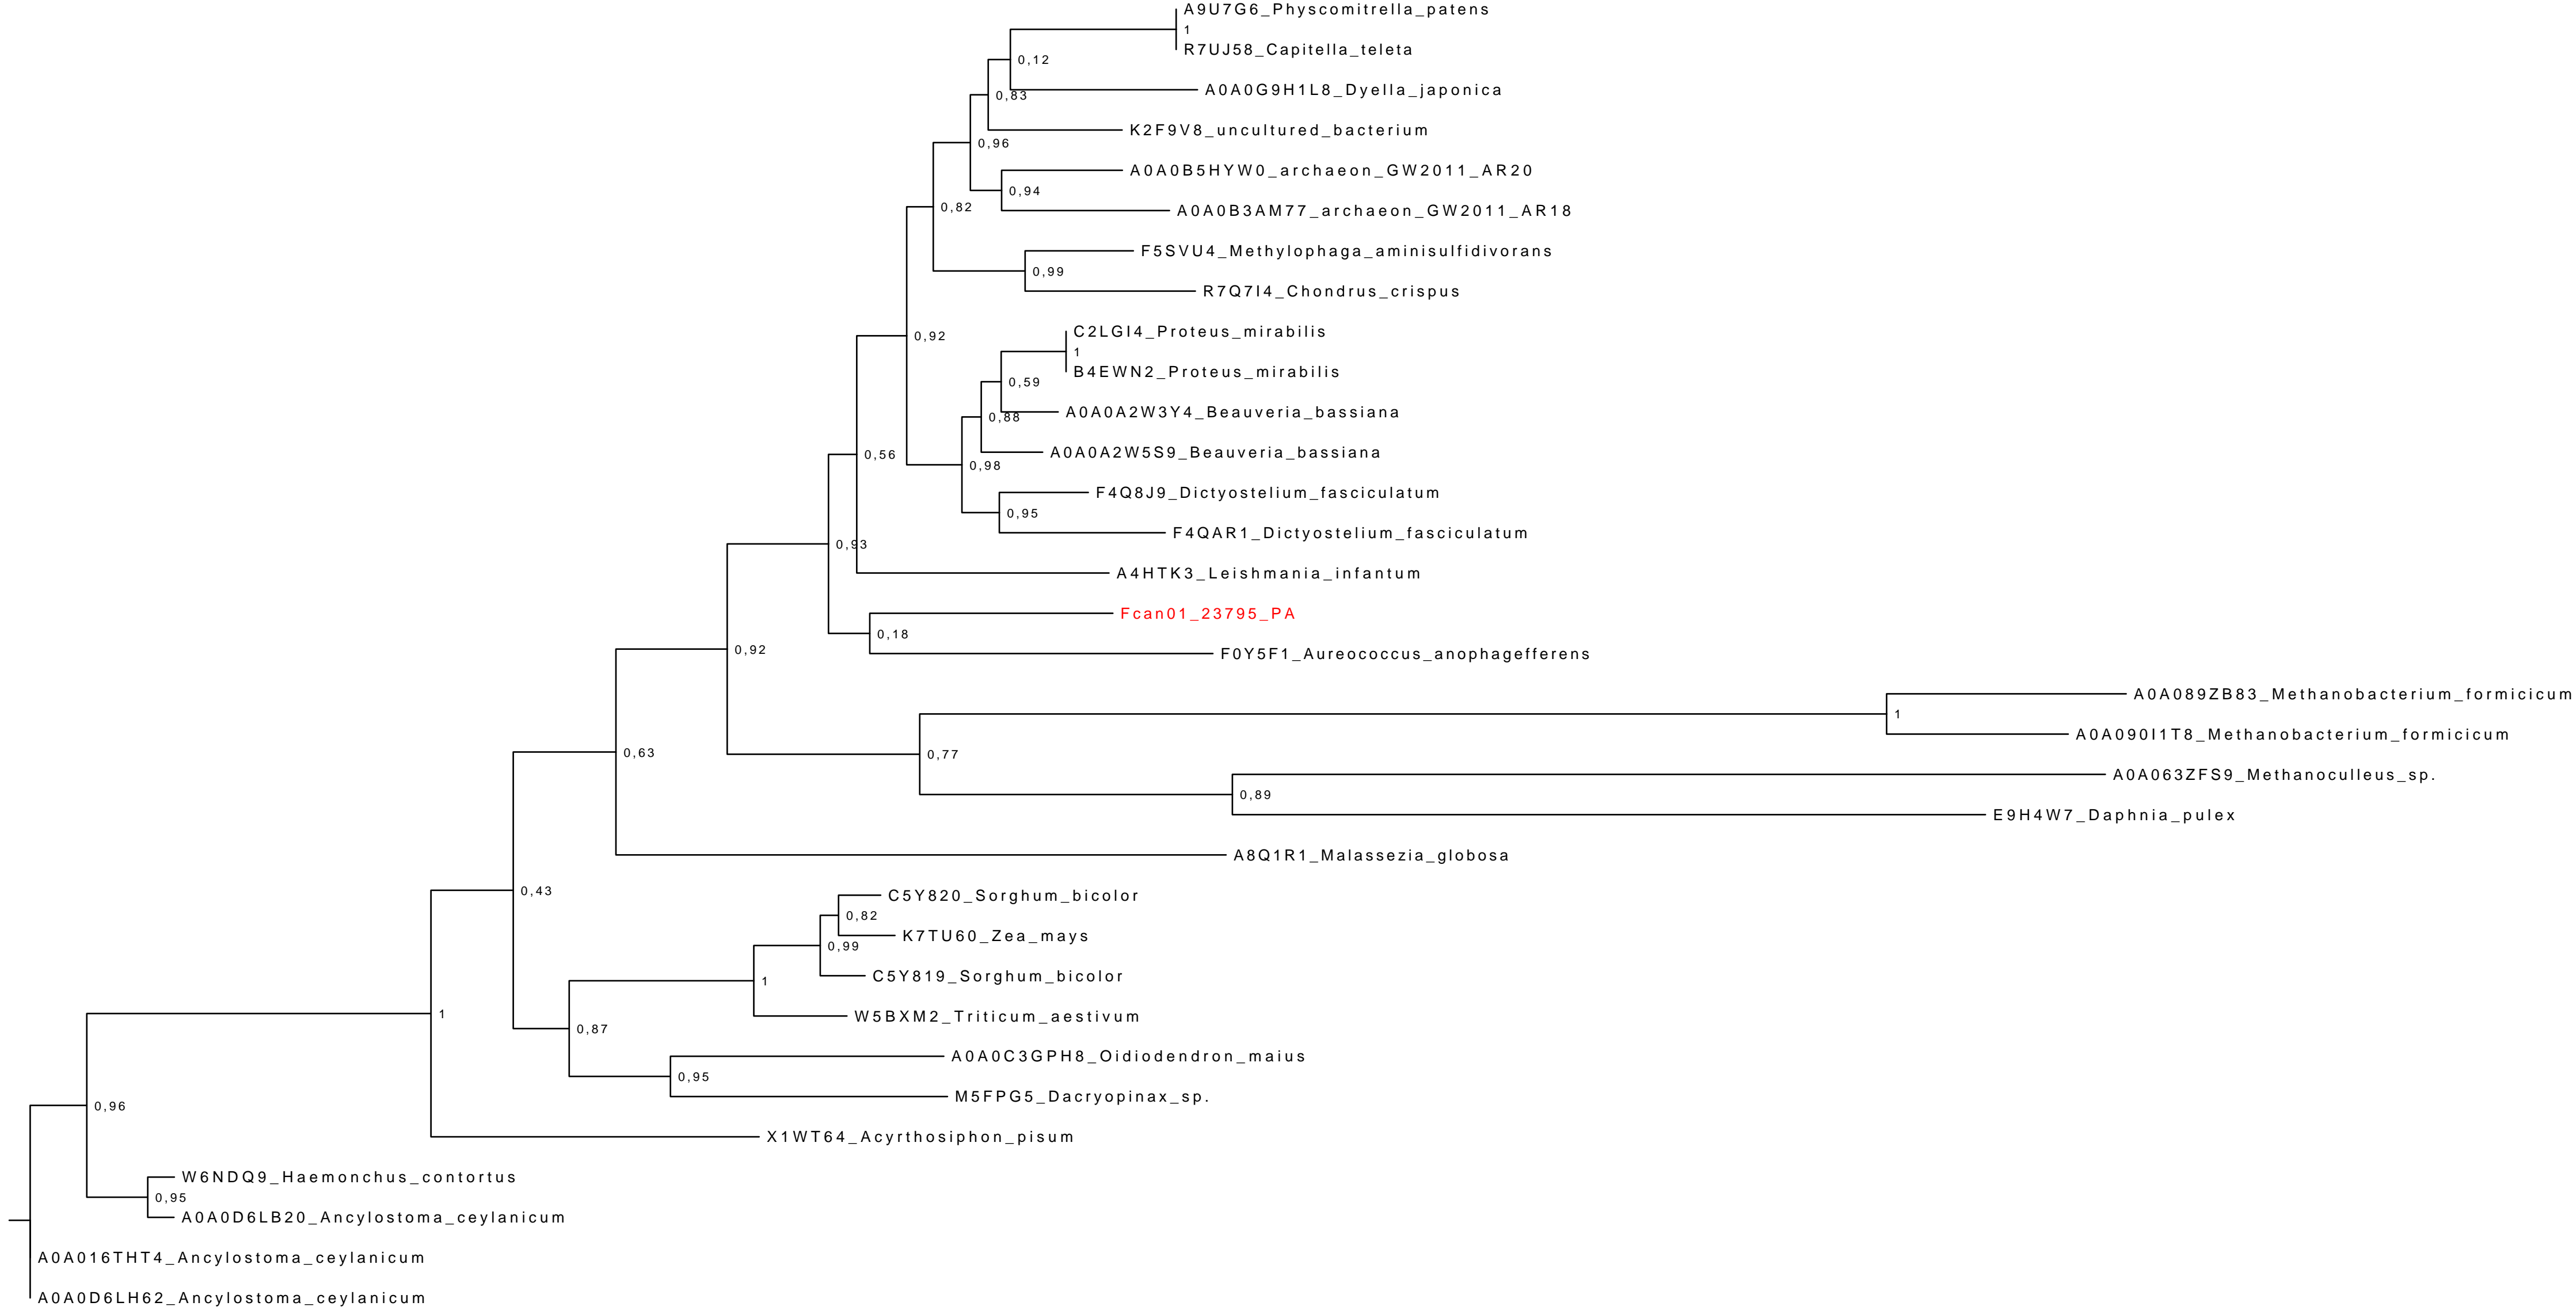 A9U7G6_Physcomitrella_patens
1
R7UJ58_Capitella_teleta
0,12
A0A0G9H1L8_Dyella_japonica
0,83
K2F9V8_uncultured_bacterium
0,96
A0A0B5HYW0_archaeon_GW2011_AR20
0,94
A0A0B3AM77_archaeon_GW2011_AR18
0,82
F5SVU4_Methylophaga_aminisulfidivorans
0,99
R7Q7I4_Chondrus_crispus
0,92
C2LGI4_Proteus_mirabilis
1
B4EWN2_Proteus_mirabilis
0,59
A0A0A2W3Y4_Beauveria_bassiana
0,88
A0A0A2W5S9_Beauveria_bassiana
0,56
0,98
F4Q8J9_Dictyostelium_fasciculatum
0,95
F4QAR1_Dictyostelium_fasciculatum
0,93
A4HTK3_Leishmania_infantum
Fcan01_23795_PA
0,18
F0Y5F1_Aureococcus_anophagefferens
0,92
A0A089ZB83_Methanobacterium_formicicum
1
A0A090I1T8_Methanobacterium_formicicum
0,63
0,77
A0A063ZFS9_Methanoculleus_sp.
0,89
E9H4W7_Daphnia_pulex
A8Q1R1_Malassezia_globosa
0,43
C5Y820_Sorghum_bicolor
0,82
K7TU60_Zea_mays
0,99
C5Y819_Sorghum_bicolor
1
W5BXM2_Triticum_aestivum
1
0,87
A0A0C3GPH8_Oidiodendron_maius
0,95
M5FPG5_Dacryopinax_sp.
0,96
X1WT64_Acyrthosiphon_pisum
W6NDQ9_Haemonchus_contortus
0,95
A0A0D6LB20_Ancylostoma_ceylanicum
A0A016THT4_Ancylostoma_ceylanicum
A0A0D6LH62_Ancylostoma_ceylanicum